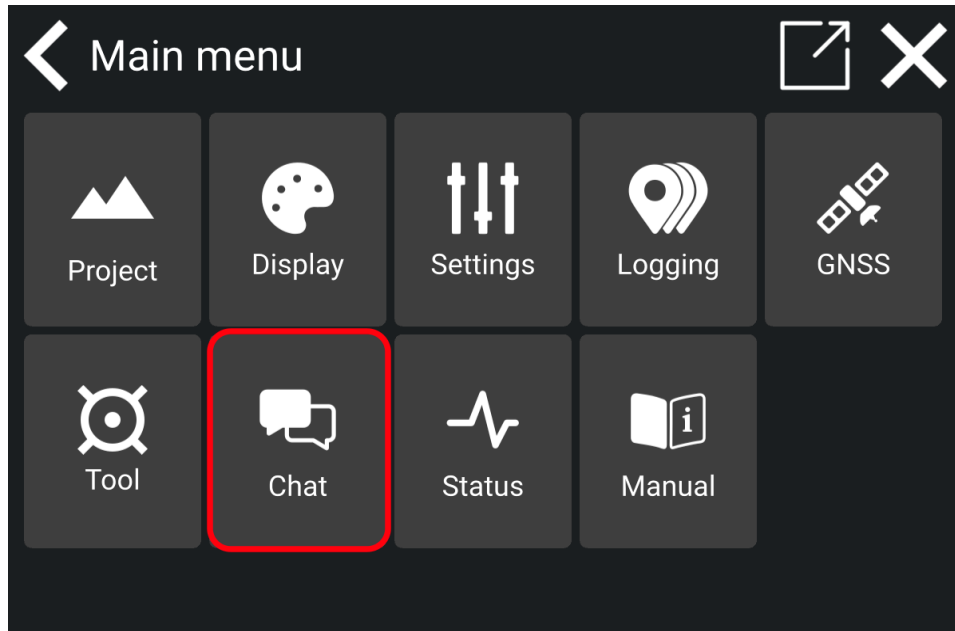 Main menu
Project
Display
Settings
Logging
GNSS
Tool
Chat
Status
i
Manual